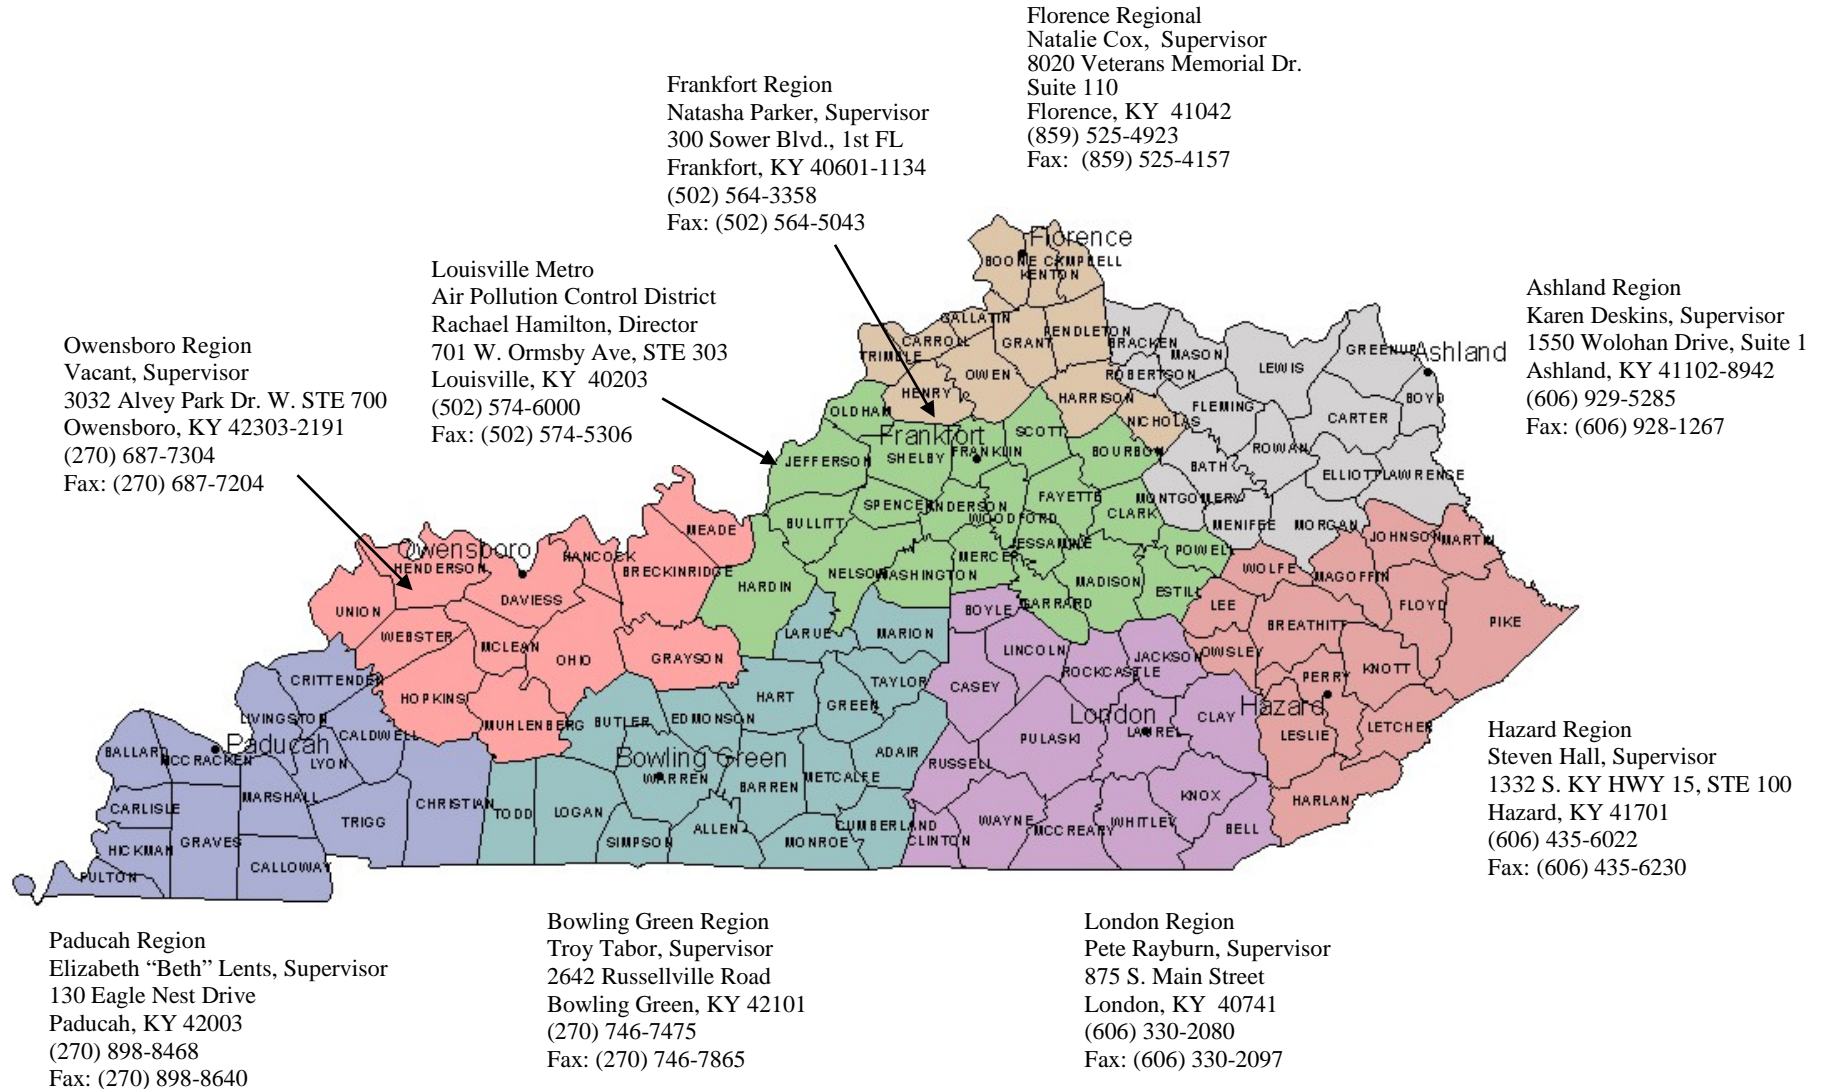 Florence Regional
Natalie Cox, Supervisor
8020 Veterans Memorial Dr.
Suite 110
Florence, KY 41042
(859) 525-4923
Fax: (859) 525-4157
Frankfort Region
Natasha Parker, Supervisor
300 Sower Blvd., 1st FL
Frankfort, KY 40601-1134
(502) 564-3358
Fax: (502) 564-5043
Louisville Metro
Air Pollution Control District
Rachael Hamilton, Director
701 W. Ormsby Ave, STE 303
Louisville, KY 40203
(502) 574-6000
Fax: (502) 574-5306
Owensboro Region
Vacant, Supervisor
3032 Alvey Park Dr. W. STE 700
Owensboro, KY 42303-2191
(270) 687-7304
Fax: (270) 687-7204
Ashland Region
Karen Deskins, Supervisor
1550 Wolohan Drive, Suite 1
Ashland, KY 41102-8942
(606) 929-5285
Fax: (606) 928-1267
Florence
BOONE
CAMPBELL
KENTON
GALLATIN
CARROLL
TRIMBLE
GRANT
PENDLETON
OWEN
HENRY
HARRISON
NICHOLAS
BRACKEN
MASON
ROBERTSON
LEWIS
GREENUP
Ashland
BOYD
CARTER
FLEMING
ROWAN
BATH
ELLIOTT
LAWRENCE
MONTGOMERY
MENIFEE
MORGAN
OLDHAM
Frankfort
JEFFERSON
SHELBY
FRANKLIN
SCOTT
BOURBON
SPENCER
ANDERSON
WOODFORD
FAYETTE
CLARK
BULLITT
MERCER
JESSAMINE
POWELL
HARDIN
NELSON
WASHINGTON
MADISON
ESTILL
GARRARD
Owensboro
HENDERSON
HANCOCK
BRECKINRIDGE
MEADE
UNION
DAVIESS
WEBSTER
MCLEAN
OHIO
GRAYSON
HOPKINS
MUHLENBERG
JOHNSON
MARTIN
WOLFE
MAGOFFIN
LEE
FLOYD
BREATHITT
PIKE
OWSLEY
KNOTT
PERRY
Hazard
LESLIE
LETCHER
HARLAN
BOYLE
LINCOLN
ROCKCASTLE
JACKSON
CASEY
London
LAUREL
CLAY
PULASKI
RUSSELL
KNOX
WAYNE
MCCREARY
WHITLEY
BELL
CLINTON
LARUE
MARION
TAYLOR
HART
GREEN
BUTLER
EDMONSON
ADAIR
Bowling Green
WARREN
BARREN
METCALFE
TODD
LOGAN
SIMPSON
ALLEN
MONROE
CUMBERLAND
CRITTENDEN
LIVINGSTON
CALDWELL
Paducah
LYON
BALLARD
MCCRACKEN
MARSHALL
CHRISTIAN
CARLISLE
TRIGG
HICKMAN
GRAVES
CALLOWAY
FULTON
Hazard Region
Steven Hall, Supervisor
1332 S. KY HWY 15, STE 100
Hazard, KY 41701
(606) 435-6022
Fax: (606) 435-6230
Paducah Region
Elizabeth “Beth” Lents, Supervisor
130 Eagle Nest Drive
Paducah, KY 42003
(270) 898-8468
Fax: (270) 898-8640
Bowling Green Region
Troy Tabor, Supervisor
2642 Russellville Road
Bowling Green, KY 42101
(270) 746-7475
Fax: (270) 746-7865
London Region
Pete Rayburn, Supervisor
875 S. Main Street
London, KY 40741
(606) 330-2080
Fax: (606) 330-2097